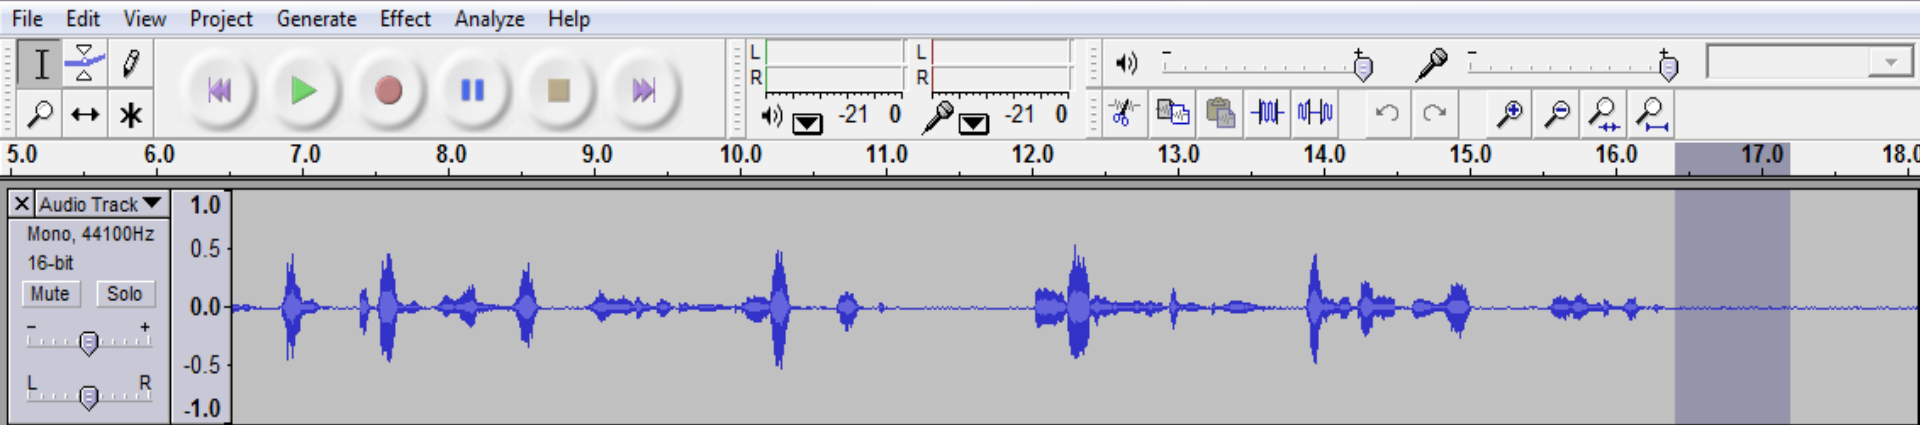 File Edit View Project Generate Effect Analyze Help
L L
R R
-21 0 -21 0
- + - +
5.0 6.0 7.0 8.0 9.0 10.0 11.0 12.0 13.0 14.0 15.0 16.0 17.0 18.0
X Audio Track
Mono, 44100Hz
16-bit
Mute Solo
- +
L R
1.0
0.5
0.0
-0.5
-1.0